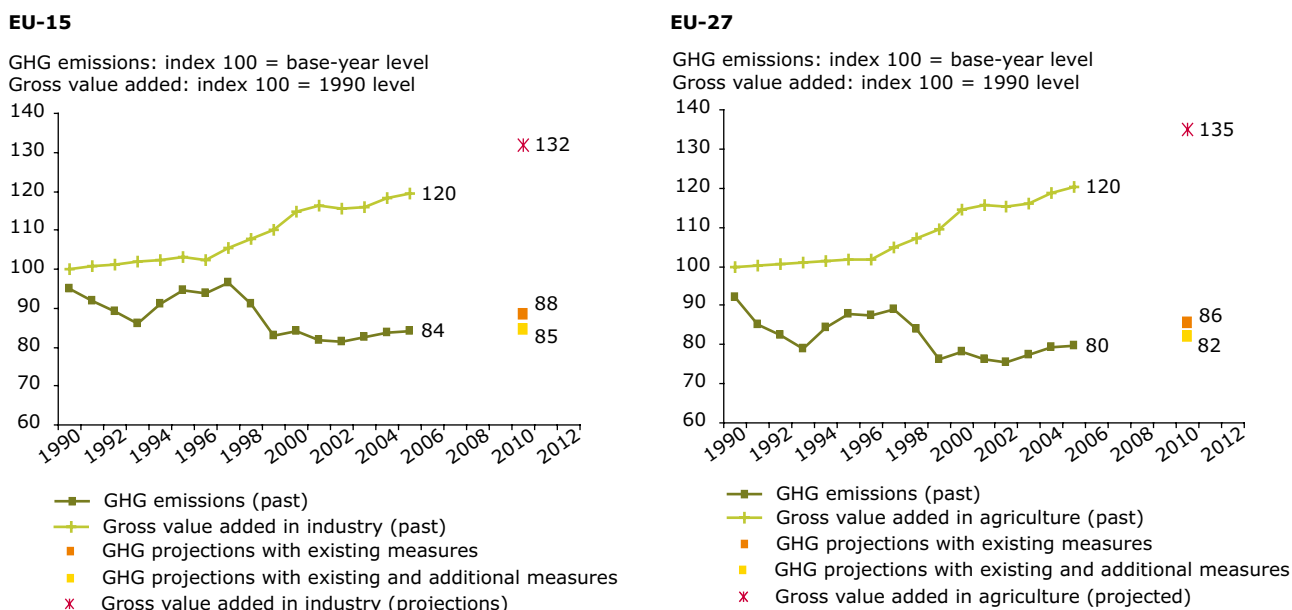 EU-15
GHG emissions: index 100 = base-year level
Gross value added: index 100 = 1990 level
140
130
120
110
100
90
80
70
60
132
120
88
84
85
1990 1992 1994 1996 1998 2000 2002 2004 2006 2008 2010 2012
GHG emissions (past)
Gross value added in industry (past)
GHG projections with existing measures
GHG projections with existing and additional measures
Gross value added in industry (projections)
EU-27
GHG emissions: index 100 = base-year level
Gross value added: index 100 = 1990 level
140
130
120
110
100
90
80
70
60
135
120
86
80
82
1990 1992 1994 1996 1998 2000 2002 2004 2006 2008 2010 2012
GHG emissions (past)
Gross value added in agriculture (past)
GHG projections with existing measures
GHG projections with existing and additional measures
Gross value added in agriculture (projected)